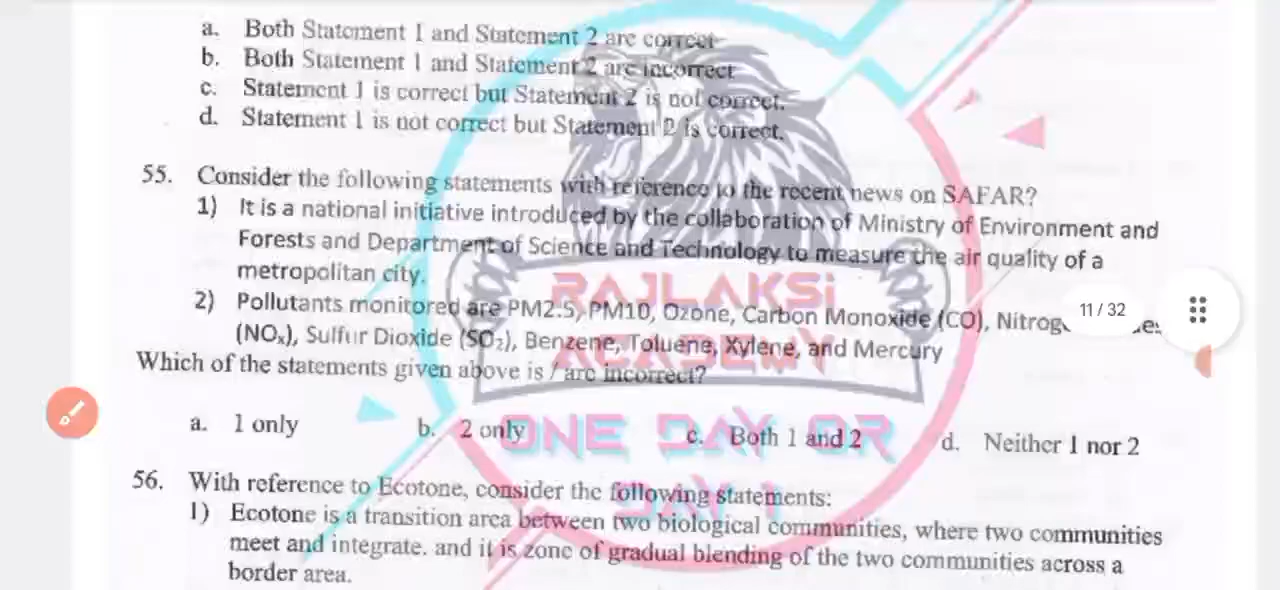 a. Both Statement 1 and Statement 2 are correct
b. Both Statement 1 and Statement 2 are incorrect
c. Statement 1 is correct but Statement 2 is not correct.
d. Statement 1 is not correct but Statement 2 is correct.
55. Consider the following statements with reference to the recent news on SAFAR?
1) It is a national initiative introduced by the collaboration of Ministry of Environment and
Forests and Department of Science and Technology to measure the air quality of a
metropolitan city.
2) Pollutants monitored are PM2.5, PM10, Ozone, Carbon Monoxide (CO),
11 / 32
(NOₓ), Sulfur Dioxide (SO₂), Benzene, Toluene, Xylene, and Mercury
Which of the statements given above is / are incorrect?
a. 1 only b. 2 only c. Both 1 and 2 d. Neither 1 nor 2
56. With reference to Ecotone, consider the following statements:
1) Ecotone is a transition area between two biological communities, where two communities
meet and integrate. and it is zone of gradual blending of the two communities across a
border area.
RAJLAKSi
ACADEMY
ONE DAY OR
DAY 1